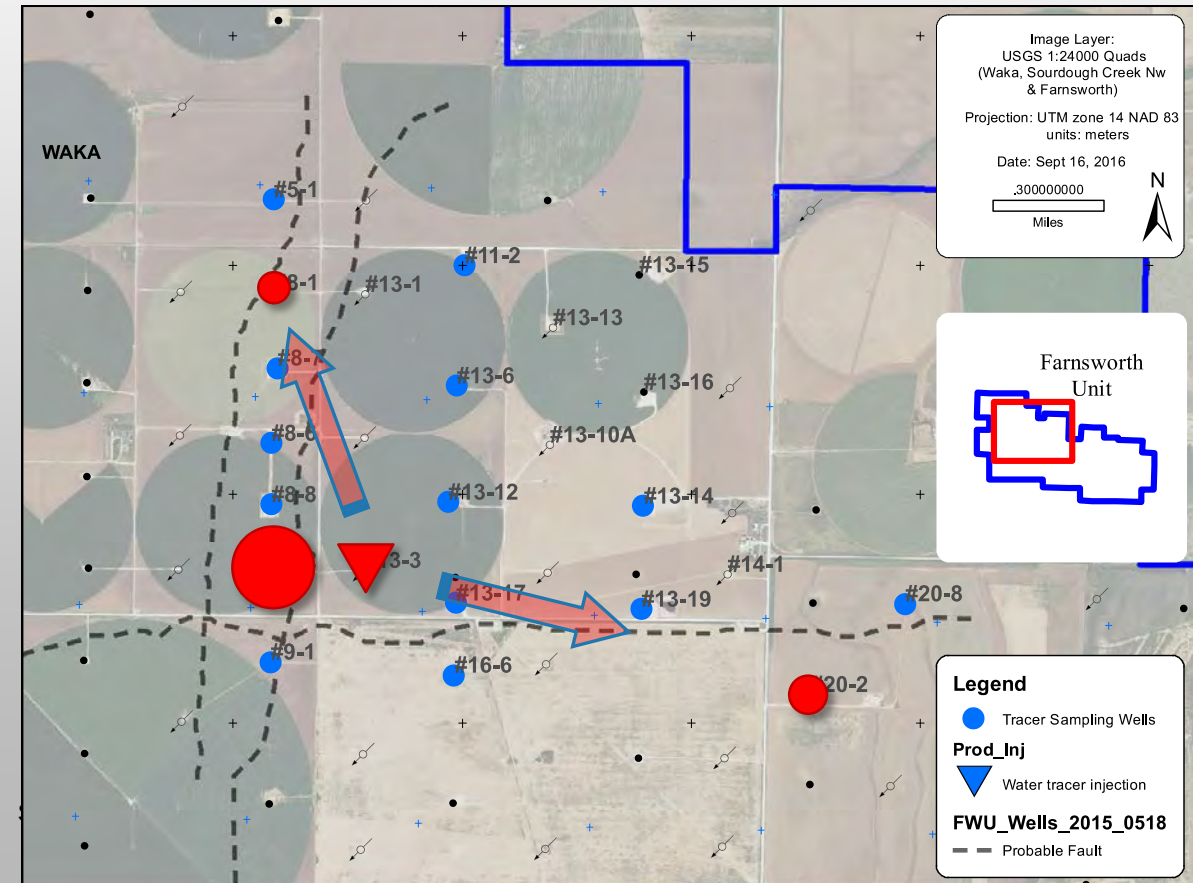 Image Layer:
USGS 1:24000 Quads
(Waka, Sourdough Creek Nw
& Farnsworth)
Projection: UTM zone 14 NAD 83
units: meters
Date: Sept 16, 2016
.300000000
Miles
N
WAKA
#5-1
#11-2
#13-15
8-1
#13-1
#13-13
#8-7
#13-6
#13-16
#8-6
#13-10A
#8-8
#13-12
#13-14
13-3
#14-1
#13-17
#13-19
#20-8
#9-1
#16-6
#20-2
Farnsworth
Unit
Legend
Tracer Sampling Wells
Prod_Inj
Water tracer injection
FWU_Wells_2015_0518
Probable Fault